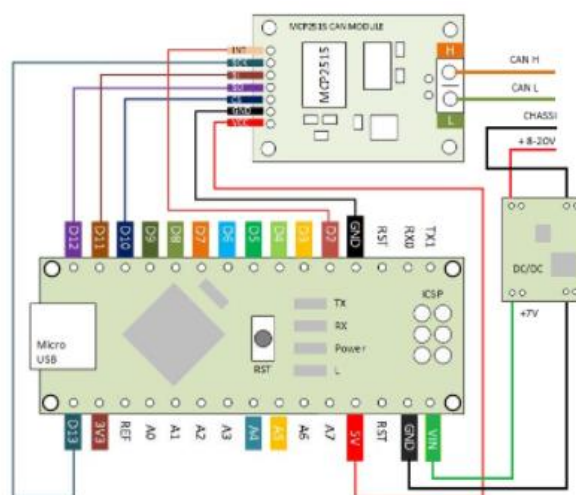 MCP2515 CAN MODULE
INT
SCK
SI
SO
CS
GND
VCC
MCP2515
H
L
CAN H
CAN L
CHASSI
+ 8-20V
DC/DC
+7V
D12
D11
D10
D9
D8
D7
D6
D5
D4
D3
D2
GND
RST
RX0
TX1
Micro
USB
RST
TX
RX
Power
L
ICSP
D13
3V3
REF
A0
A1
A2
A3
A4
A5
A6
A7
5V
RST
GND
VIN